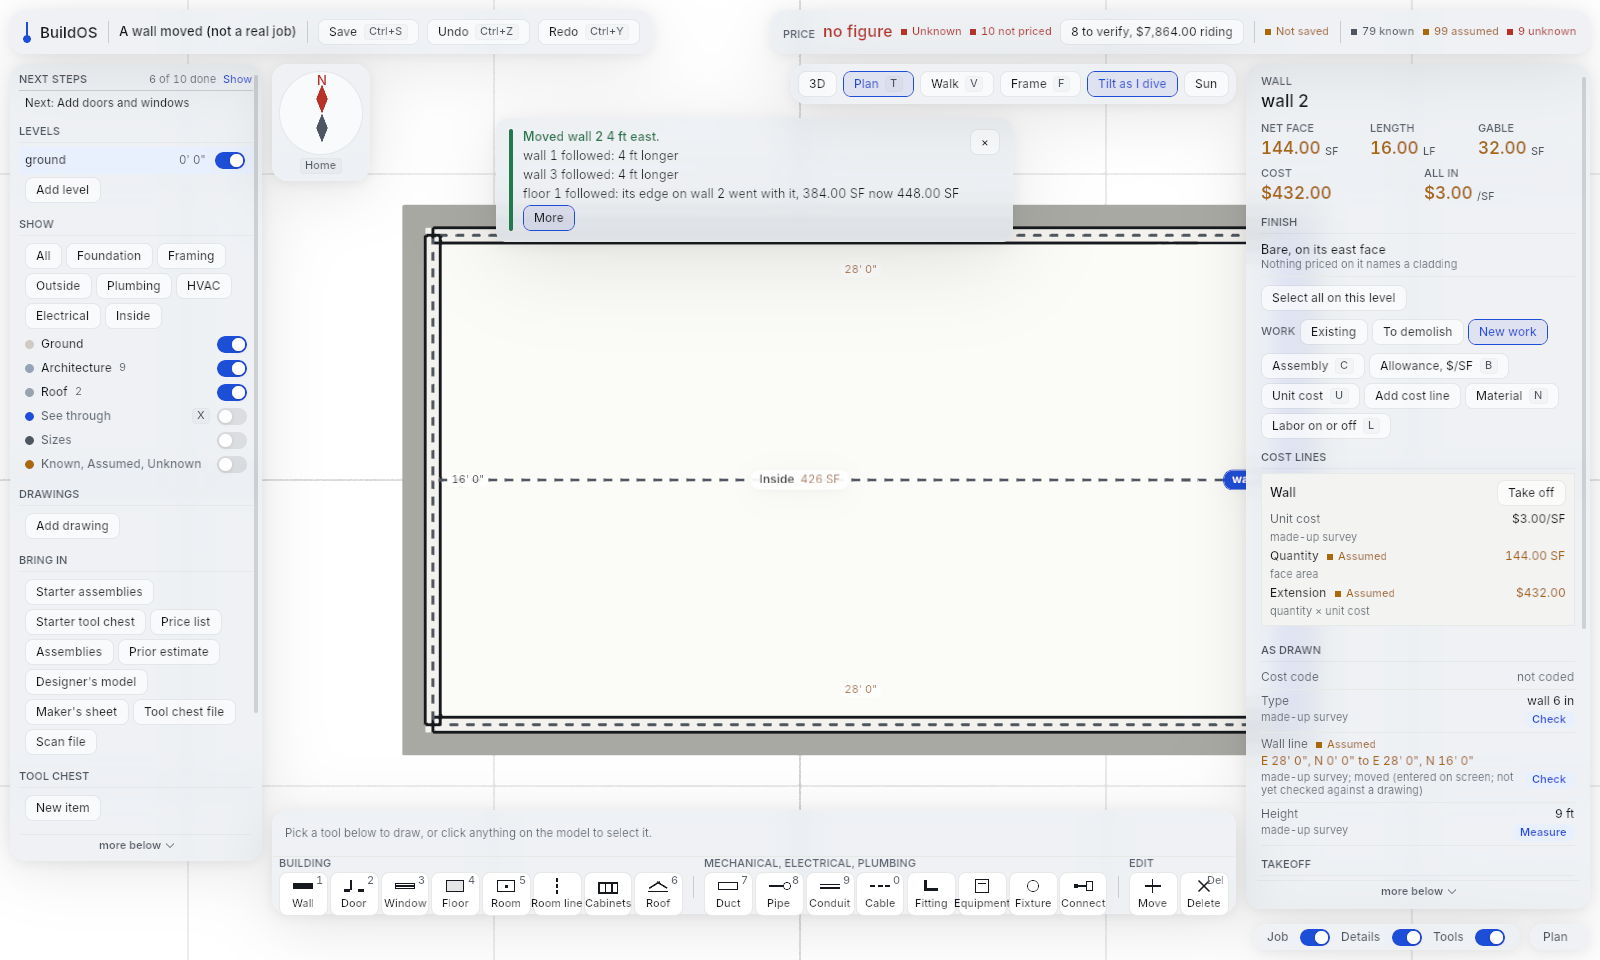 BuildOS
A wall moved (not a real job)
Save Ctrl+S
Undo Ctrl+Z
Redo Ctrl+Y
PRICE no figure
Unknown
10 not priced
8 to verify, $7,864.00 riding
Not saved
79 known
99 assumed
9 unknown
NEXT STEPS 6 of 10 done Show
Next: Add doors and windows
LEVELS
ground 0' 0"
Add level
SHOW
All Foundation Framing
Outside Plumbing HVAC
Electrical Inside
Ground
Architecture 9
Roof 2
See through X
Sizes
Known, Assumed, Unknown
DRAWINGS
Add drawing
BRING IN
Starter assemblies
Starter tool chest Price list
Assemblies Prior estimate
Designer's model
Maker's sheet Tool chest file
Scan file
TOOL CHEST
New item
more below
N
Home
3D
Plan T
Walk V
Frame F
Tilt as I dive
Sun
Moved wall 2 4 ft east.
×
wall 1 followed: 4 ft longer
wall 3 followed: 4 ft longer
floor 1 followed: its edge on wall 2 went with it, 384.00 SF now 448.00 SF
More
28' 0"
16' 0"
Inside 426 SF
wa
28' 0"
Pick a tool below to draw, or click anything on the model to select it.
BUILDING
Wall 1
Door 2
Window 3
Floor 4
Room 5
Room line
Cabinets
Roof 6
MECHANICAL, ELECTRICAL, PLUMBING
Duct 7
Pipe 8
Conduit 9
Cable 0
Fitting
Equipment
Fixture
Connect
EDIT
Move
Delete Del
WALL
wall 2
NET FACE LENGTH GABLE
144.00 SF 16.00 LF 32.00 SF
COST ALL IN
$432.00 $3.00 /SF
FINISH
Bare, on its east face
Nothing priced on it names a cladding
Select all on this level
WORK Existing To demolish New work
Assembly C Allowance, $/SF B
Unit cost U Add cost line Material N
Labor on or off L
COST LINES
Wall Take off
Unit cost $3.00/SF
made-up survey
Quantity Assumed 144.00 SF
face area
Extension Assumed $432.00
quantity × unit cost
AS DRAWN
Cost code not coded
Type wall 6 in
made-up survey Check
Wall line Assumed
E 28' 0", N 0' 0" to E 28' 0", N 16' 0"
made-up survey; moved (entered on screen; not
yet checked against a drawing) Check
Height 9 ft
made-up survey Measure
TAKEOFF
more below
Job Details Tools Plan